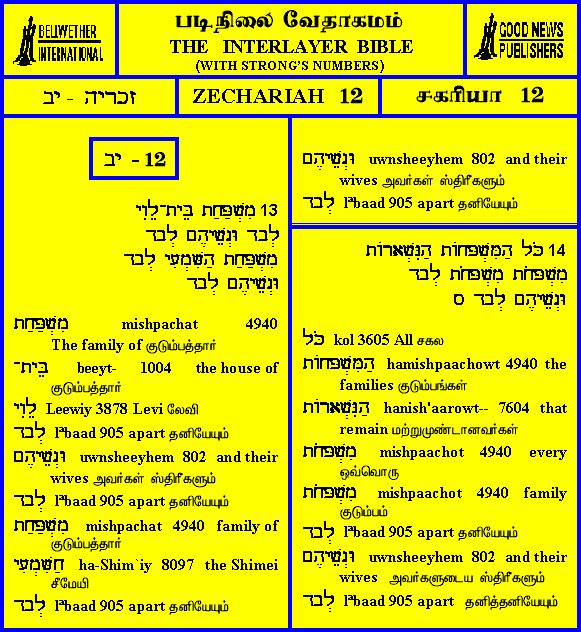 BELLWETHER
INTERNATIONAL
படிநிலை வேதாகமம்
THE INTERLAYER BIBLE
(WITH STRONG'S NUMBERS)
GOOD NEWS
PUBLISHERS
זכריה - יב
ZECHARIAH 12
சகரியா 12
יב - 12
13 מִשְׁפַּחַת בֵּית־לֵוִי
לְבָד וּנְשֵׁיהֶם לְבָד
מִשְׁפַּחַת הַשִּׁמְעִי לְבָד
וּנְשֵׁיהֶם לְבָד
מִשְׁפַּחַת mishpachat 4940
The family of குடும்பத்தார்
בֵּית־ beeyt- 1004 the house of
குடும்பத்தார்
לֵוִי Leewiy 3878 Levi லேவி
לְבָד lªbaad 905 apart தனியேயும்
וּנְשֵׁיהֶם uwnsheeyhem 802 and their
wives அவர்கள் ஸ்திரீகளும்
לְבָד lªbaad 905 apart தனியேயும்
מִשְׁפַּחַת mishpachat 4940 family of
குடும்பத்தார்
הַשִּׁמְעִי ha-Shim`iy 8097 the Shimei
சீமேயி
לְבָד lªbaad 905 apart தனியேயும்
וּנְשֵׁיהֶם uwnsheeyhem 802 and their
wives அவர்கள் ஸ்திரீகளும்
לְבָד lªbaad 905 apart தனியேயும்
14 כֹּל הַמִּשְׁפָּחוֹת הַנִּשְׁאָרוֹת
מִשְׁפָּחֹת מִשְׁפָּחֹת לְבָד
וּנְשֵׁיהֶם לְבָד ס
כֹּל kol 3605 All சகல
הַמִּשְׁפָּחוֹת hamishpaachowt 4940 the
families குடும்பங்கள்
הַנִּשְׁאָרוֹת hanish'aarowt-- 7604 that
remain மற்றுமுண்டானவர்கள்
מִשְׁפָּחֹת mishpaachot 4940 every
ஒவ்வொரு
מִשְׁפָּחֹת mishpaachot 4940 family
குடும்பம்
לְבָד lªbaad 905 apart தனியேயும்
וּנְשֵׁיהֶם uwnsheeyhem 802 and their
wives அவர்களுடைய ஸ்திரீகளும்
לְבָד lªbaad 905 apart தனித்தனியேயும்